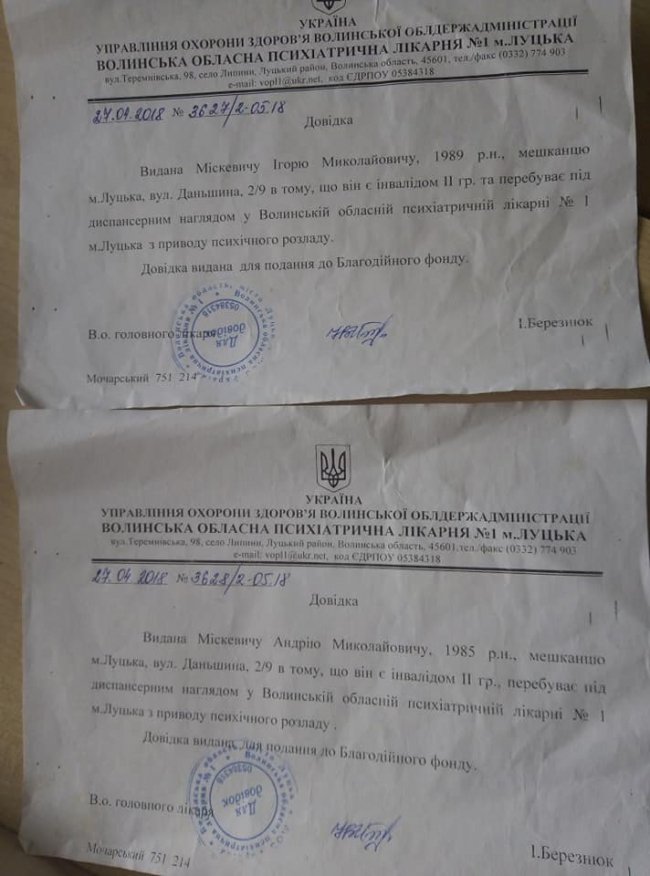 УКРАЇНА
УПРАВЛІННЯ ОХОРОНИ ЗДОРОВ'Я ВОЛИНСЬКОЇ ОБЛДЕРЖАДМІНІСТРАЦІЇ
ВОЛИНСЬКА ОБЛАСНА ПСИХІАТРИЧНА ЛІКАРНЯ №1 м.ЛУЦЬКА
вул.Теремнівська, 98, село Липини, Луцький район, Волинська область, 45601, тел./факс (0332) 774 903
e-mail: vopl1@ukr.net, код ЄДРПОУ 05384318
27.04.2018 № 3627/2-05.18
Довідка
Видана Міскевичу Ігорю Миколайовичу, 1989 р.н., мешканцю
м.Луцька, вул. Даньшина, 2/9 в тому, що він є інвалідом ІІ гр. та перебуває під
диспансерним наглядом у Волинській обласній психіатричній лікарні № 1
м.Луцька з приводу психічного розладу.
Довідка видана для подання до Благодійного фонду.
В.о. головного лікаря І.Березнюк
Для довідок
05384318
Мочарський 751 214
УКРАЇНА
УПРАВЛІННЯ ОХОРОНИ ЗДОРОВ'Я ВОЛИНСЬКОЇ ОБЛДЕРЖАДМІНІСТРАЦІЇ
ВОЛИНСЬКА ОБЛАСНА ПСИХІАТРИЧНА ЛІКАРНЯ №1 м.ЛУЦЬКА
вул.Теремнівська, 98, село Липини, Луцький район, Волинська область, 45601, тел./факс (0332) 774 903
e-mail: vopl1@ukr.net, код ЄДРПОУ 05384318
27.04 2018 № 3628/2-05.18
Довідка
Видана Міскевичу Андрію Миколайовичу, 1985 р.н., мешканцю
м.Луцька, вул. Даньшина, 2/9 в тому, що він є інвалідом ІІ гр., перебуває під
диспансерним наглядом у Волинській обласній психіатричній лікарні № 1
м.Луцька з приводу психічного розладу .
Довідка видана для подання до Благодійного фонду.
В.о. головного лікаря І.Березнюк
Для довідок
05384318
Мочарський 751 214